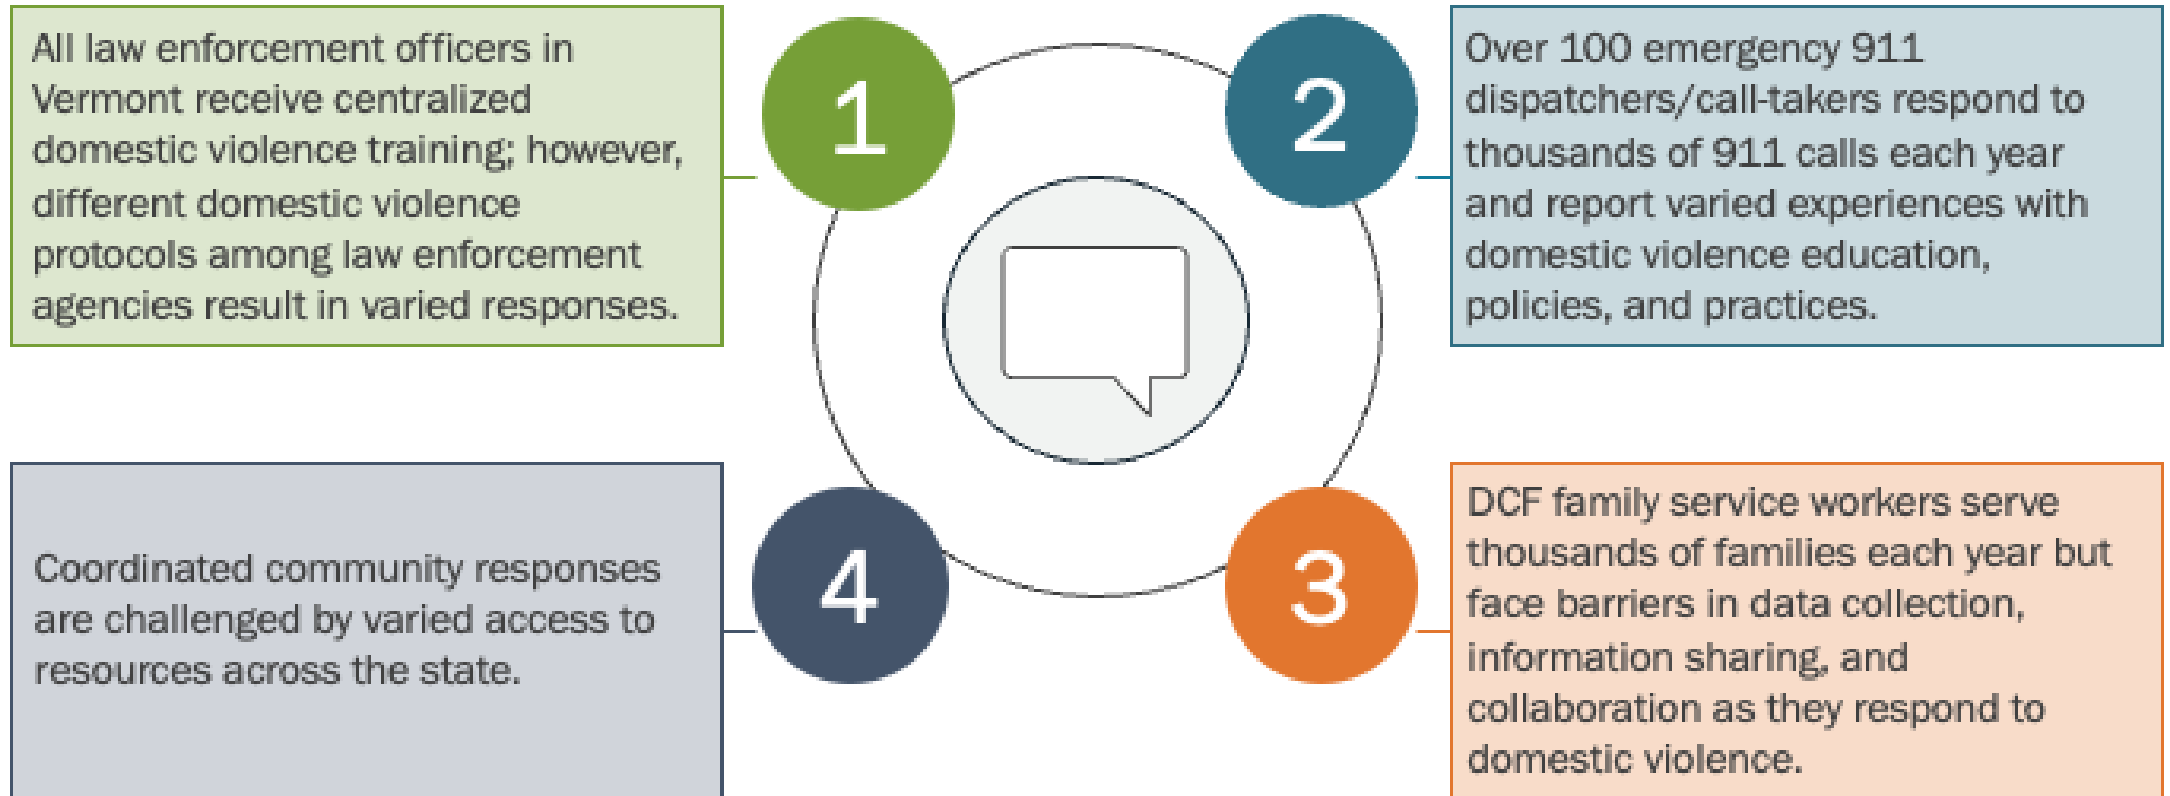 1
All law enforcement officers in
Vermont receive centralized
domestic violence training; however,
different domestic violence
protocols among law enforcement
agencies result in varied responses.
2
Over 100 emergency 911
dispatchers/call-takers respond to
thousands of 911 calls each year
and report varied experiences with
domestic violence education,
policies, and practices.
3
DCF family service workers serve
thousands of families each year but
face barriers in data collection,
information sharing, and
collaboration as they respond to
domestic violence.
4
Coordinated community responses
are challenged by varied access to
resources across the state.